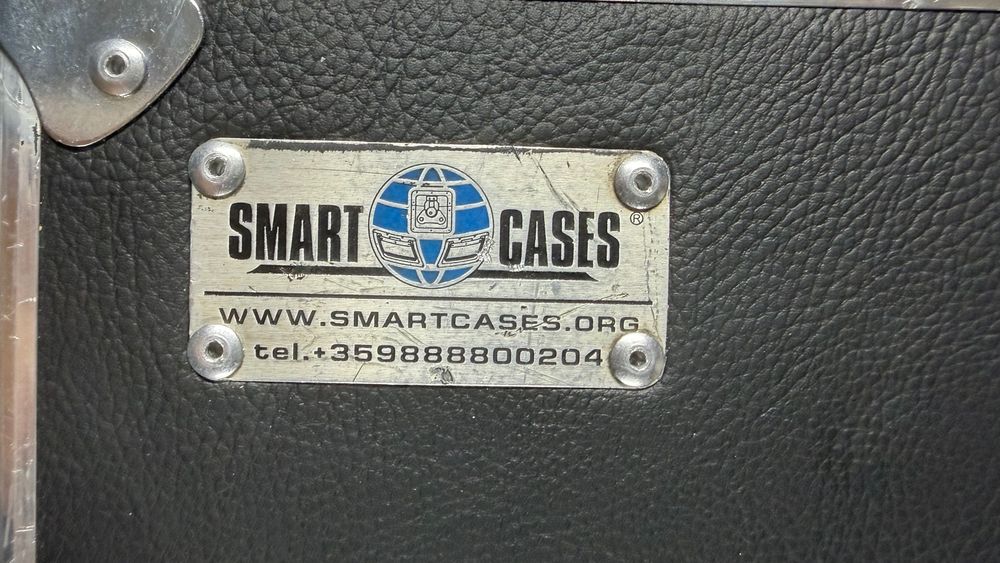 SMART CASES®
WWW.SMARTCASES.ORG
tel.+359888800204